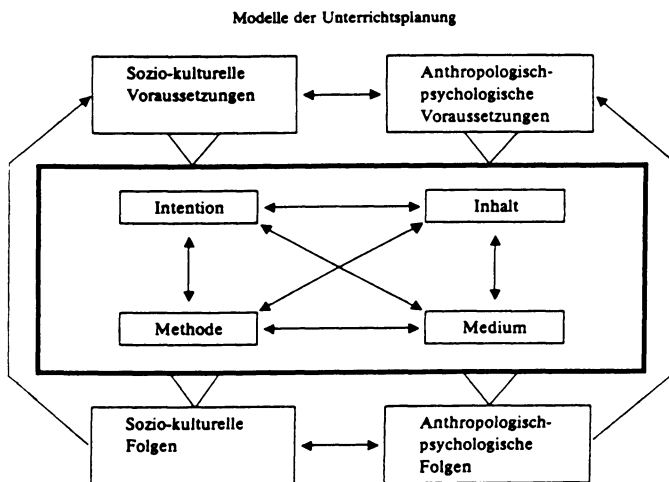 Modelle der Unterrichtsplanung
Sozio-kulturelle
Voraussetzungen
Anthropologisch-
psychologische
Voraussetzungen
Intention
Inhalt
Methode
Medium
Sozio-kulturelle
Folgen
Anthropologisch-
psychologische
Folgen